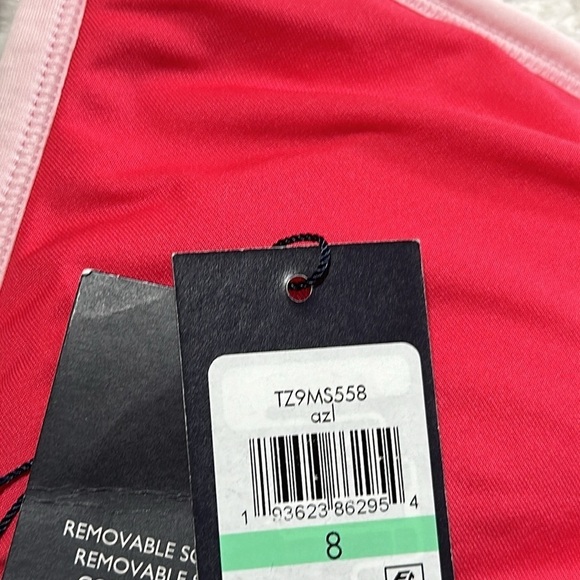 TZ9MS558
azl
1 93623 86295 4
8
REMOVABLE
REMOVABLE